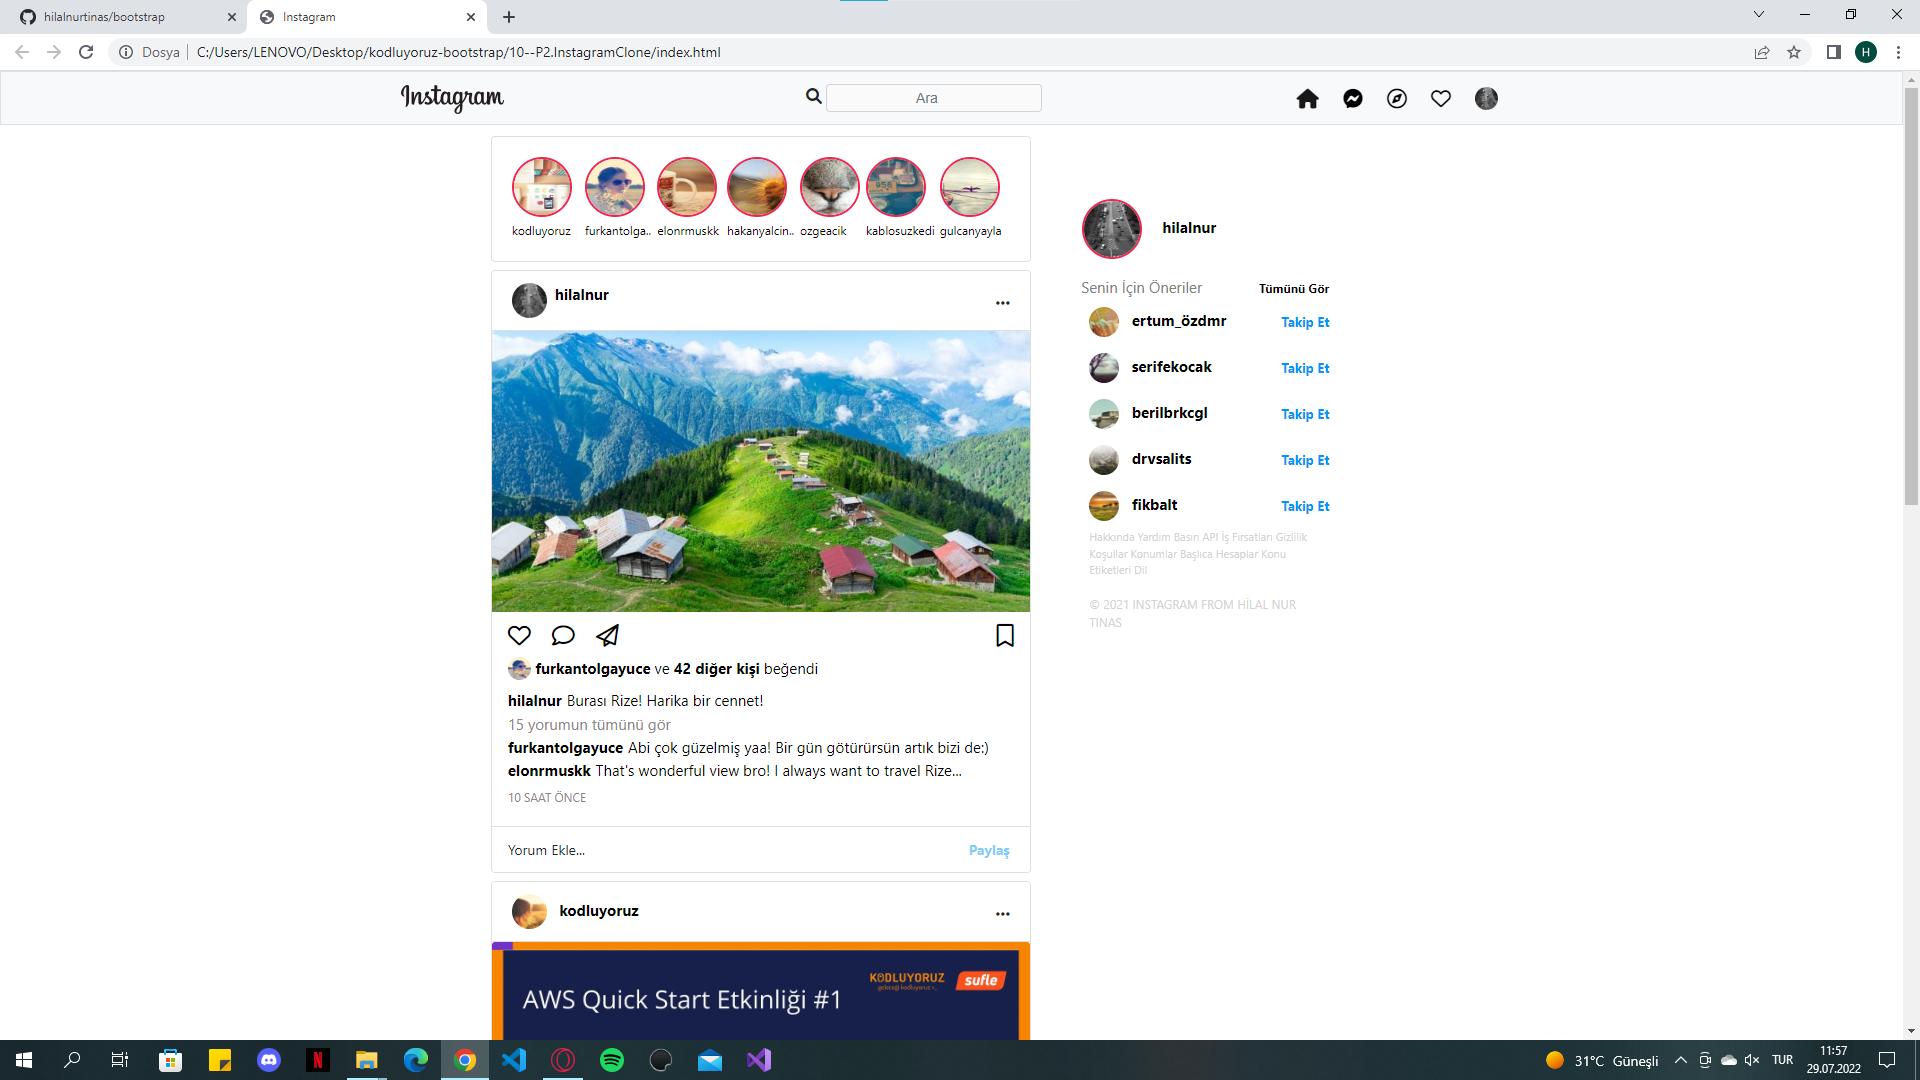 hilalnurtinas/bootstrap
Instagram
Dosya
C:/Users/LENOVO/Desktop/kodluyoruz-bootstrap/10--P2.InstagramClone/index.html
H
Instagram
Ara
kodluyoruz furkantolga.. elonrmuskk hakanyalcin.. ozgeacik kablosuzkedi gulcanyayla
hilalnur
hilalnur
Senin İçin Öneriler Tümünü Gör
ertum_özdmr Takip Et
serifekocak Takip Et
berilbrkcgl Takip Et
drvsalits Takip Et
fikbalt Takip Et
Hakkında Yardım Basın API İş Fırsatları Gizlilik
Koşullar Konumlar Başlıca Hesaplar Konu
Etiketleri Dil
© 2021 INSTAGRAM FROM HİLAL NUR
TINAS
furkantolgayuce ve 42 diğer kişi beğendi
hilalnur Burası Rize! Harika bir cennet!
15 yorumun tümünü gör
furkantolgayuce Abi çok güzelmiş yaa! Bir gün götürürsün artık bizi de:)
elonrmuskk That's wonderful view bro! I always want to travel Rize...
10 SAAT ÖNCE
Yorum Ekle... Paylaş
kodluyoruz
KODLUYORUZ sufle
AWS Quick Start Etkinliği #1
31°C Güneşli
TUR
11:57
29.07.2022